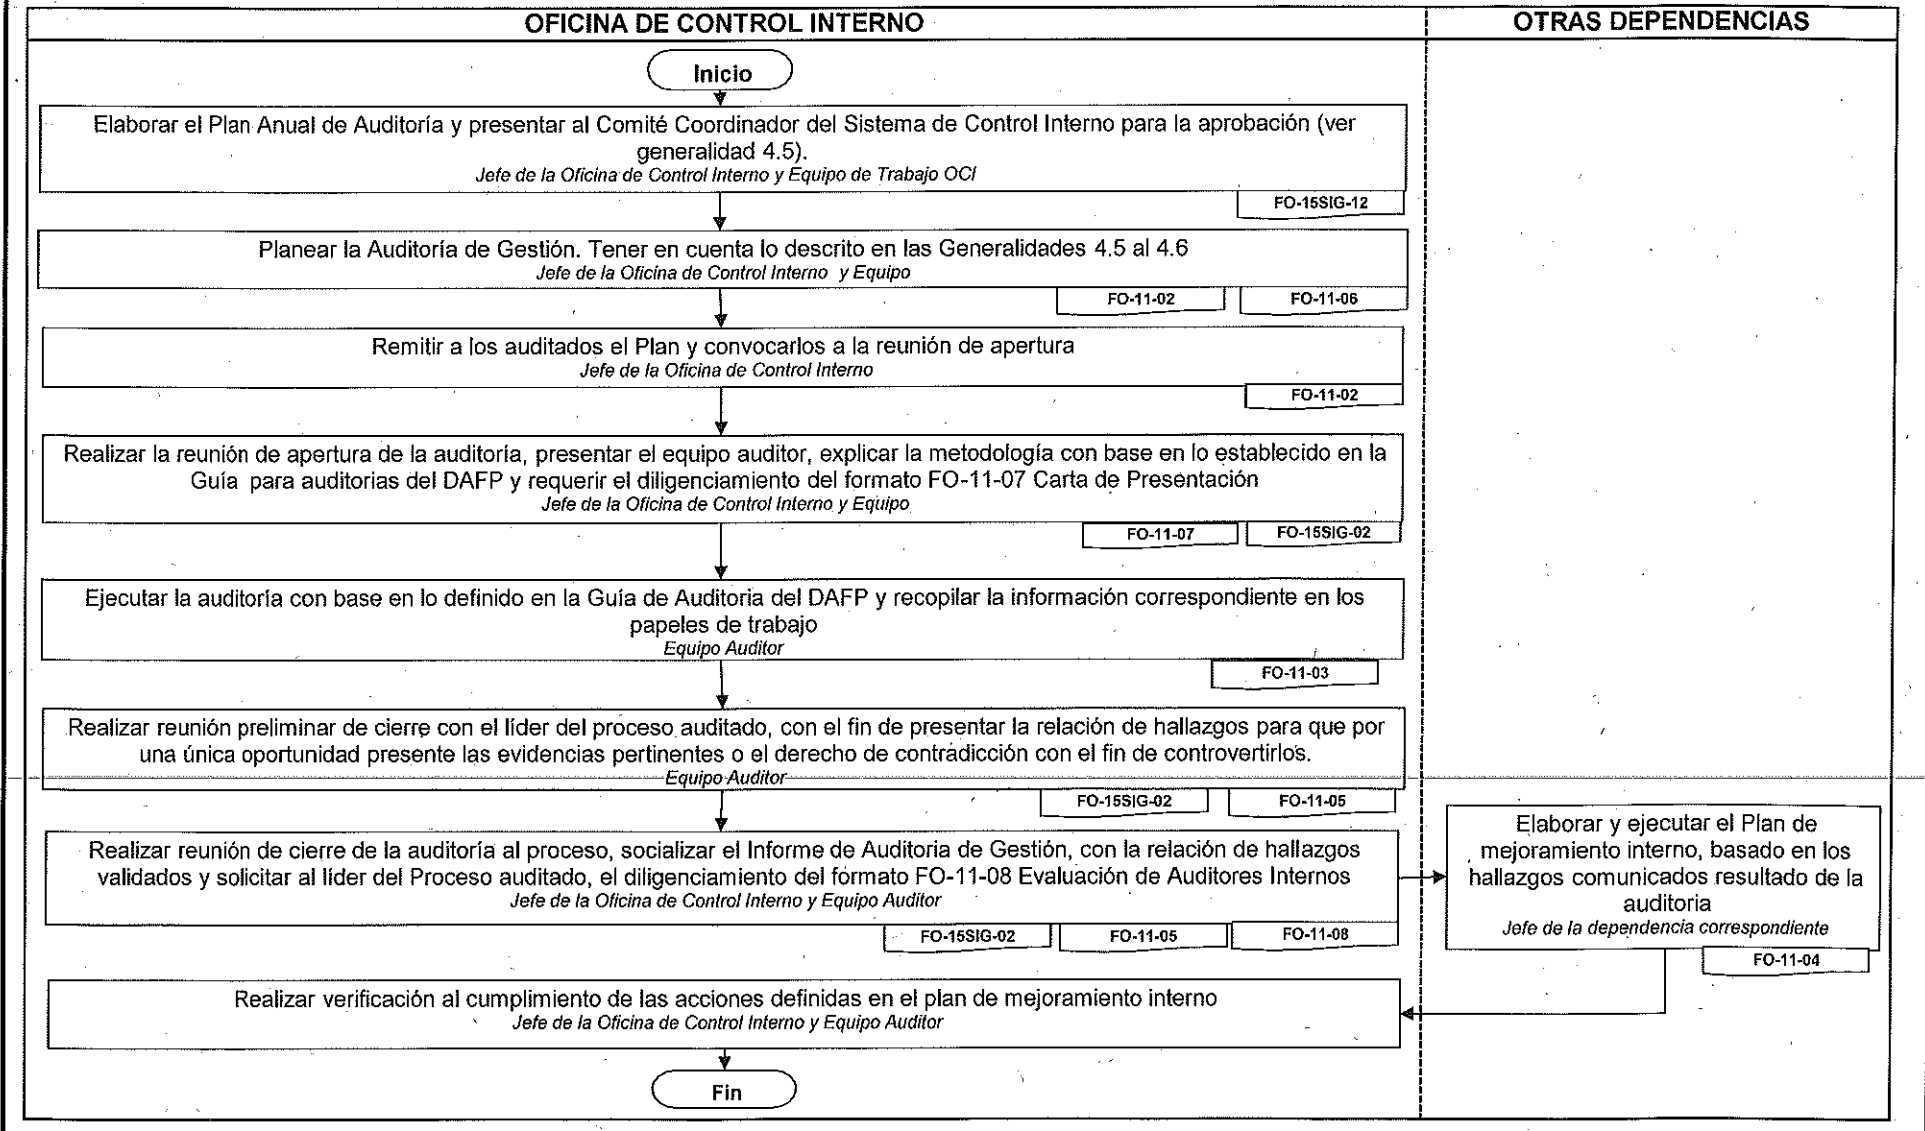 OFICINA DE CONTROL INTERNO
OTRAS DEPENDENCIAS
Inicio
Elaborar el Plan Anual de Auditoría y presentar al Comité Coordinador del Sistema de Control Interno para la aprobación (ver
generalidad 4.5).
Jefe de la Oficina de Control Interno y Equipo de Trabajo OCI
FO-15SIG-12
Planear la Auditoría de Gestión. Tener en cuenta lo descrito en las Generalidades 4.5 al 4.6
Jefe de la Oficina de Control Interno y Equipo
FO-11-02
FO-11-06
Remitir a los auditados el Plan y convocarlos a la reunión de apertura
Jefe de la Oficina de Control Interno
FO-11-02
Realizar la reunión de apertura de la auditoría, presentar el equipo auditor, explicar la metodología con base en lo establecido en la
Guía para auditorias del DAFP y requerir el diligenciamiento del formato FO-11-07 Carta de Presentación
Jefe de la Oficina de Control Interno y Equipo
FO-11-07
FO-15SIG-02
Ejecutar la auditoría con base en lo definido en la Guía de Auditoria del DAFP y recopilar la información correspondiente en los
papeles de trabajo
Equipo Auditor
FO-11-03
Realizar reunión preliminar de cierre con el líder del proceso auditado, con el fin de presentar la relación de hallazgos para que por
una única oportunidad presente las evidencias pertinentes o el derecho de contradicción con el fin de controvertirlos.
Equipo Auditor
FO-15SIG-02
FO-11-05
Realizar reunión de cierre de la auditoría al proceso, socializar el Informe de Auditoria de Gestión, con la relación de hallazgos
validados y solicitar al líder del Proceso auditado, el diligenciamiento del formato FO-11-08 Evaluación de Auditores Internos
Jefe de la Oficina de Control Interno y Equipo Auditor
FO-15SIG-02
FO-11-05
FO-11-08
Elaborar y ejecutar el Plan de
mejoramiento interno, basado en los
hallazgos comunicados resultado de la
auditoria
Jefe de la dependencia correspondiente
FO-11-04
Realizar verificación al cumplimiento de las acciones definidas en el plan de mejoramiento interno
Jefe de la Oficina de Control Interno y Equipo Auditor
Fin